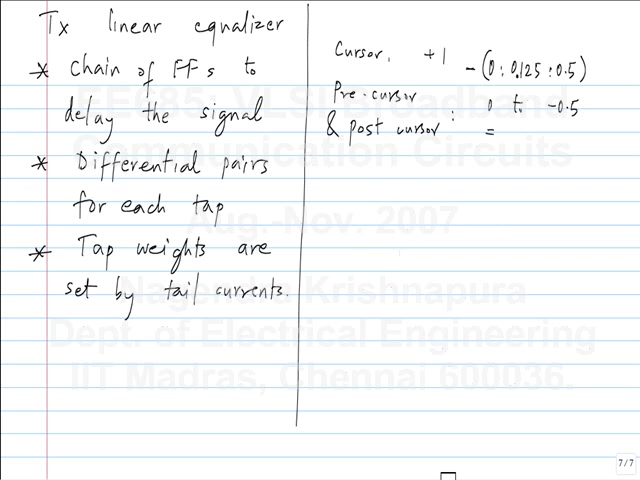 Tx linear equalizer
* Chain of FFs to
delay the signal
* Differential pairs
for each tap
* Tap weights are
set by tail currents.
Cursor. +1
-(0:0.125:0.5)
Pre-cursor
& post cursor : 0 to -0.5
=
EE685: VLSI Broadband
Communication Circuits
Aug.-Nov. 2007
Nagendra Krishnapura
Dept. of Electrical Engineering
IIT Madras, Chennai 600036.
7/7